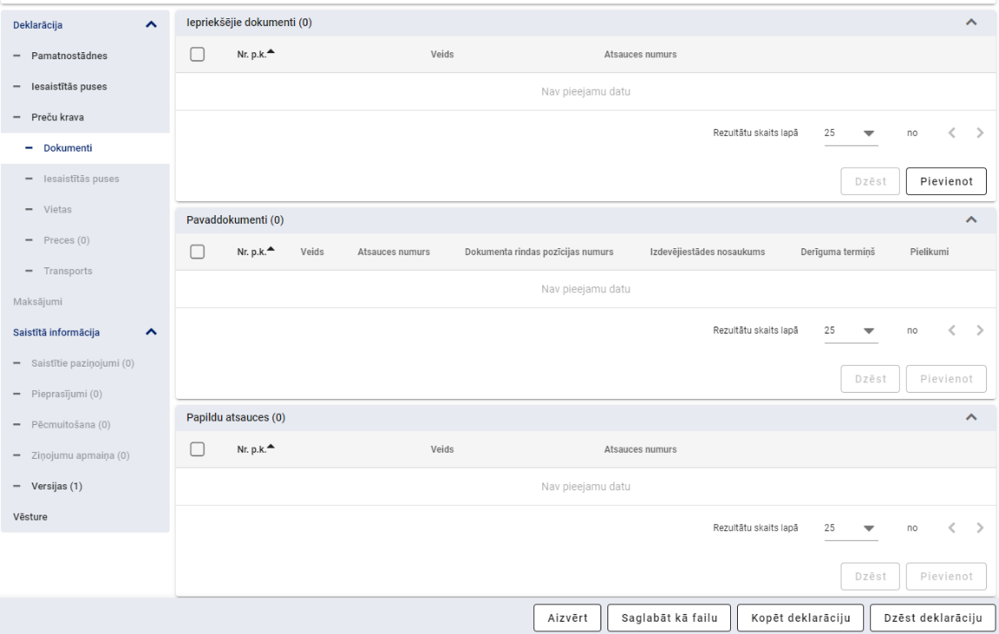 Deklarācija
Pamatnostādnes
Iesaistītās puses
Preču krava
Dokumenti
Iesaistītās puses
Vietas
Preces (0)
Transports
Maksājumi
Saistītā informācija
Saistītie paziņojumi (0)
Pieprasījumi (0)
Pēcmuitošana (0)
Ziņojumu apmaiņa (0)
Versijas (1)
Vēsture
Iepriekšējie dokumenti (0)
Nr. p.k. Veids Atsauces numurs
Nav pieejamu datu
Rezultātu skaits lapā 25 no
Dzēst Pievienot
Pavaddokumenti (0)
Nr. p.k. Veids Atsauces numurs Dokumenta rindas pozīcijas numurs Izdevējiestādes nosaukums Derīguma termiņš Pielikumi
Nav pieejamu datu
Rezultātu skaits lapā 25 no
Dzēst Pievienot
Papildu atsauces (0)
Nr. p.k. Veids Atsauces numurs
Nav pieejamu datu
Rezultātu skaits lapā 25 no
Dzēst Pievienot
Aizvērt Saglabāt kā failu Kopēt deklarāciju Dzēst deklarāciju